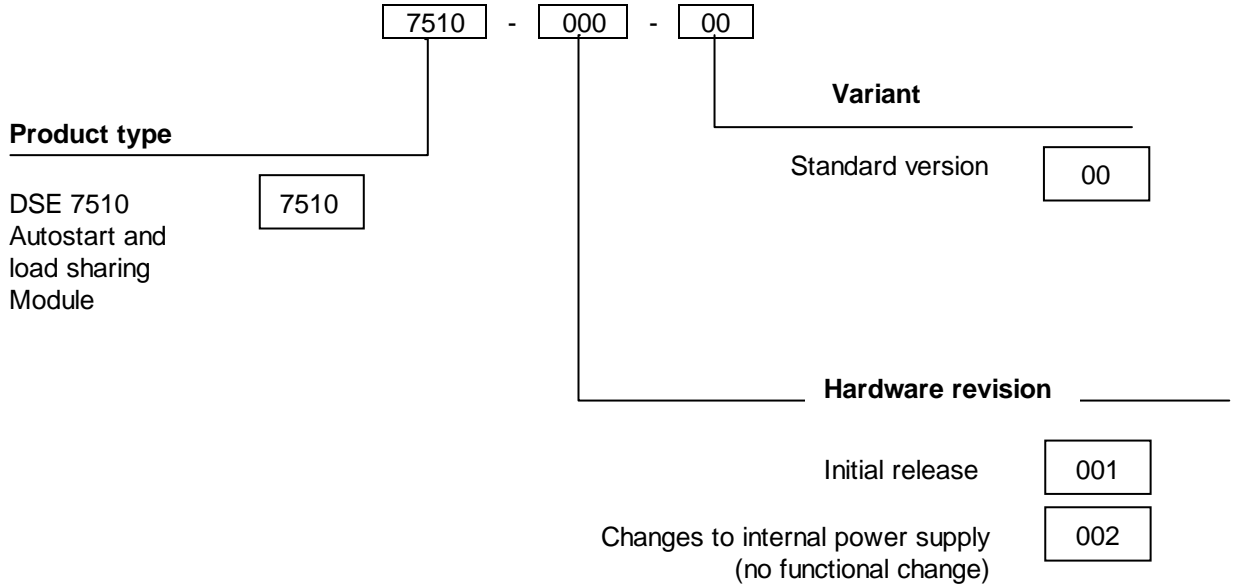 7510 - 000 - 00
Variant
Product type
Standard version 00
DSE 7510 7510
Autostart and
load sharing
Module
Hardware revision
Initial release 001
Changes to internal power supply 002
(no functional change)